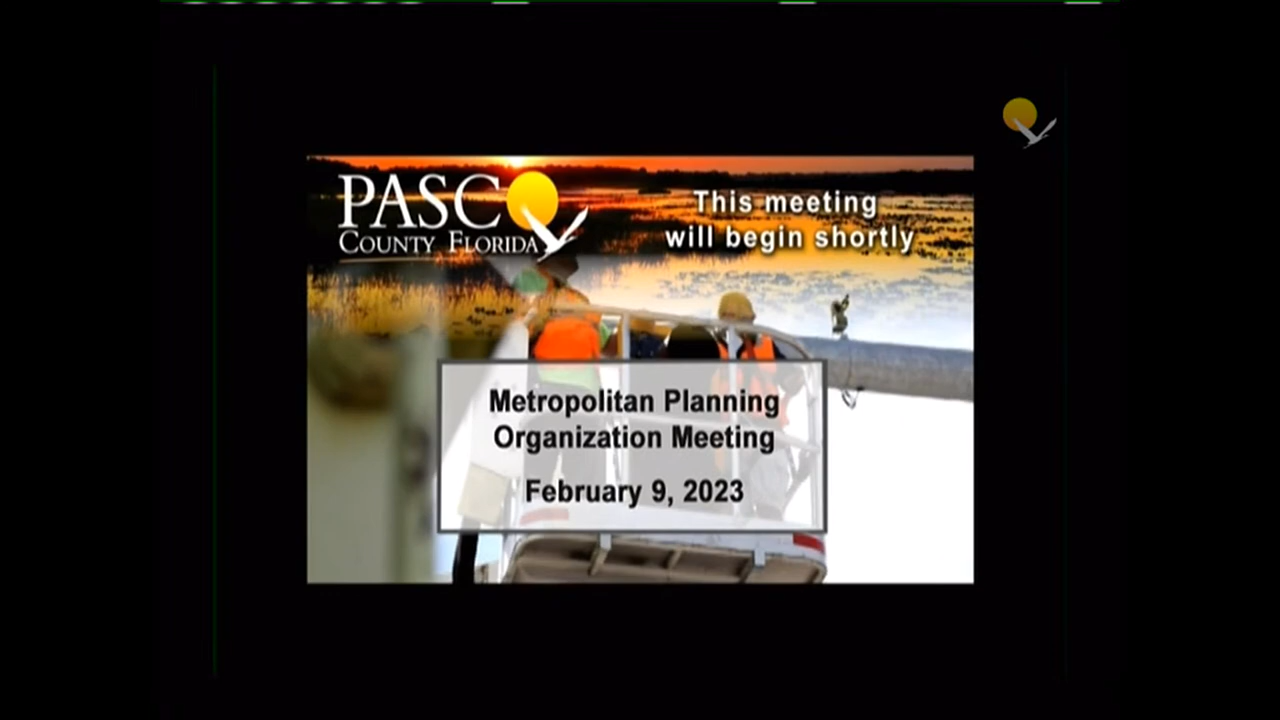 PASCO
COUNTY FLORIDA
This meeting
will begin shortly
Metropolitan Planning
Organization Meeting
February 9, 2023